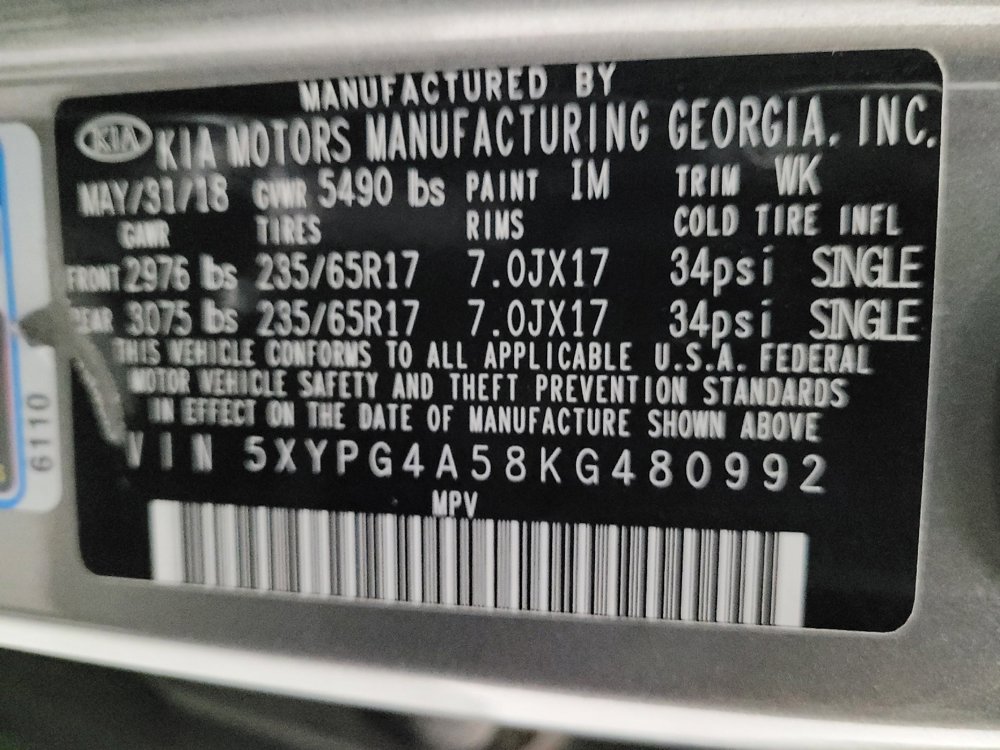 MANUFACTURED BY
KIA KIA MOTORS MANUFACTURING GEORGIA, INC.
MAY/31/18 GVWR 5490 lbs PAINT IM TRIM WK
GAWR TIRES RIMS COLD TIRE INFL
FRONT 2976 lbs 235/65R17 7.0JX17 34psi SINGLE
REAR 3075 lbs 235/65R17 7.0JX17 34psi SINGLE
THIS VEHICLE CONFORMS TO ALL APPLICABLE U.S.A. FEDERAL
MOTOR VEHICLE SAFETY AND THEFT PREVENTION STANDARDS
IN EFFECT ON THE DATE OF MANUFACTURE SHOWN ABOVE
VIN 5XYPG4A58KG480992
MPV
6110